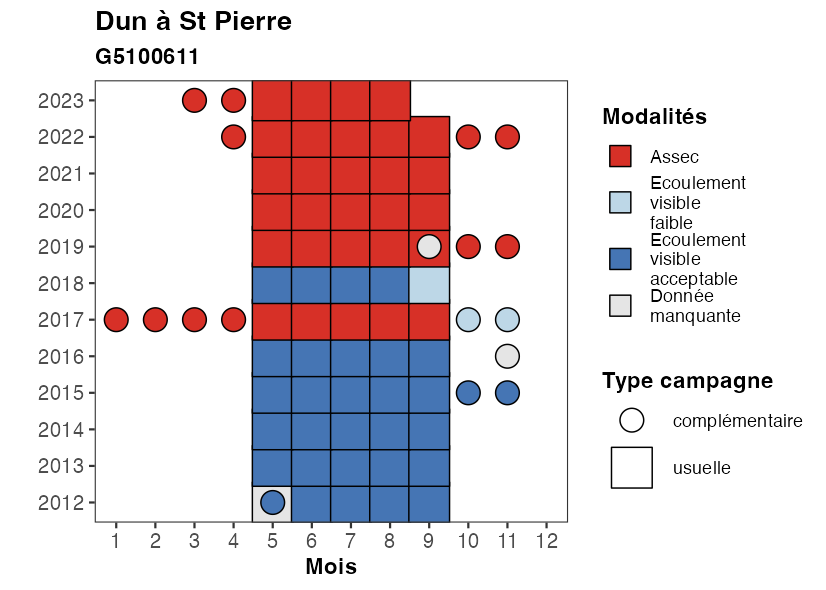 Dun à St Pierre
G5100611
2023
2022
2021
2020
2019
2018
2017
2016
2015
2014
2013
2012
1 2 3 4 5 6 7 8 9 10 11 12
Mois
Modalités
Assec
Ecoulement
visible
faible
Ecoulement
visible
acceptable
Donnée
manquante
Type campagne
complémentaire
usuelle